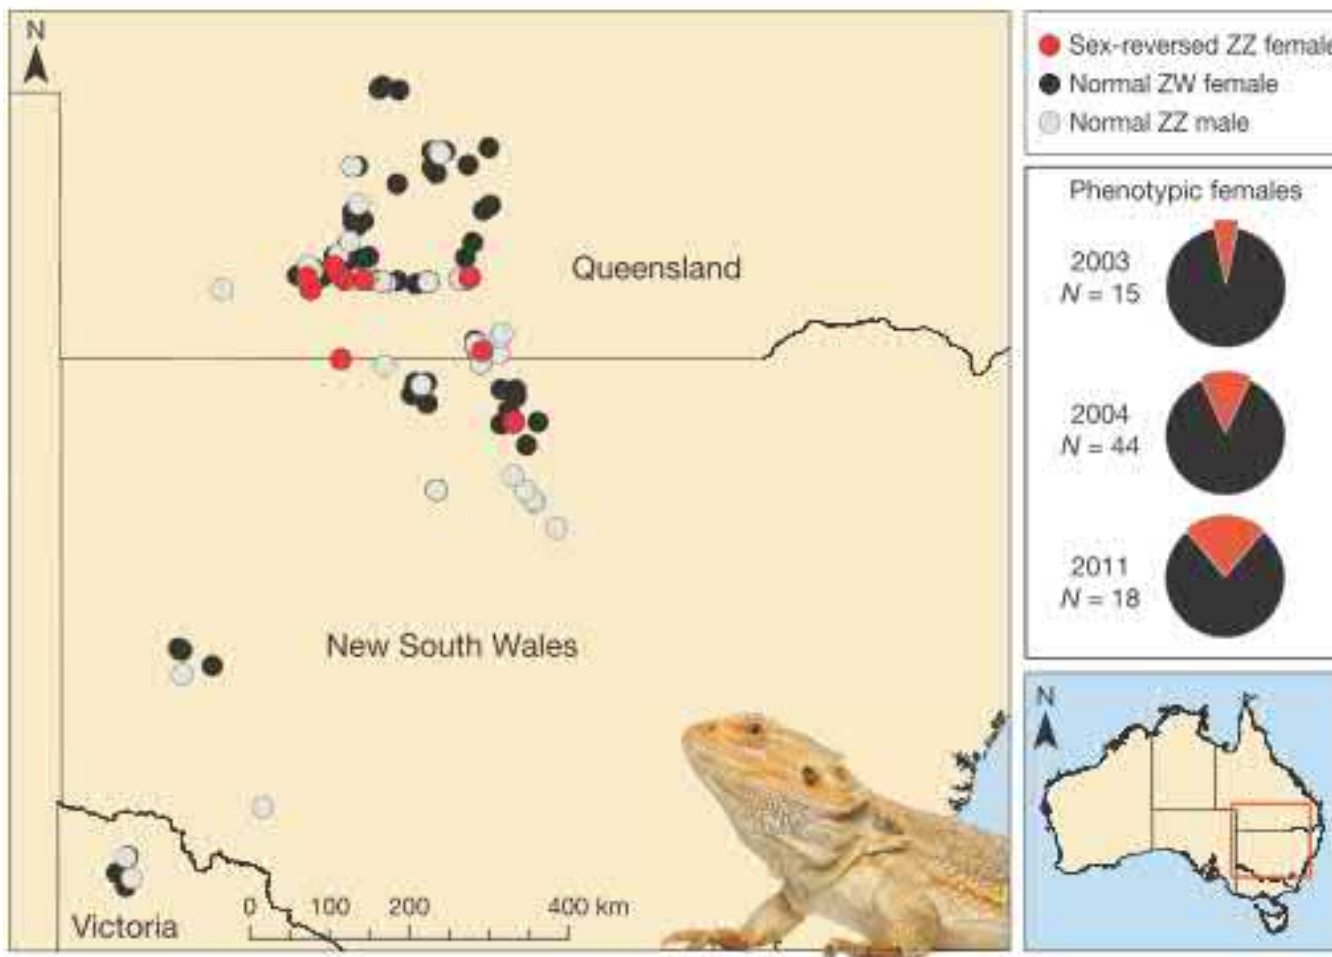 N
Sex-reversed ZZ female
Normal ZW female
Normal ZZ male
Phenotypic females
2003
N = 15
2004
N = 44
2011
N = 18
Queensland
New South Wales
Victoria
0 100 200 400 km
N